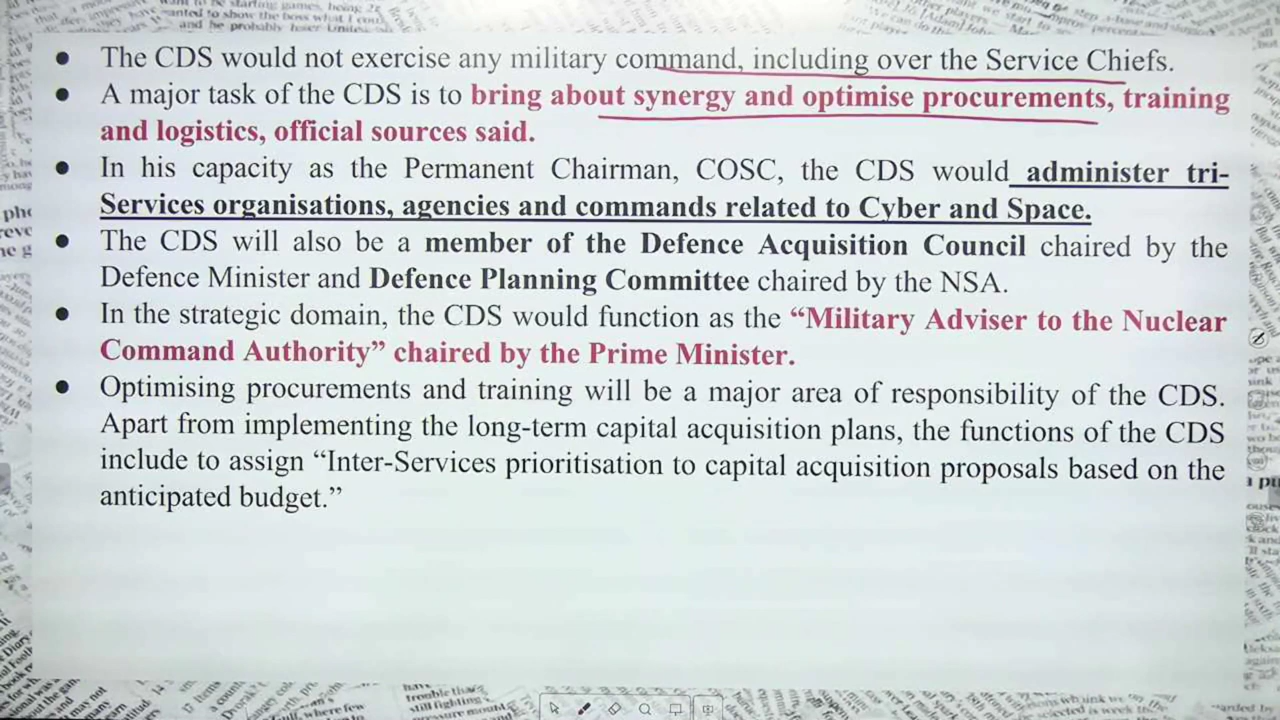 • The CDS would not exercise any military command, including over the Service Chiefs.
• A major task of the CDS is to bring about synergy and optimise procurements, training
and logistics, official sources said.
• In his capacity as the Permanent Chairman, COSC, the CDS would administer tri-
Services organisations, agencies and commands related to Cyber and Space.
• The CDS will also be a member of the Defence Acquisition Council chaired by the
Defence Minister and Defence Planning Committee chaired by the NSA.
• In the strategic domain, the CDS would function as the “Military Adviser to the Nuclear
Command Authority” chaired by the Prime Minister.
• Optimising procurements and training will be a major area of responsibility of the CDS.
Apart from implementing the long-term capital acquisition plans, the functions of the CDS
include to assign “Inter-Services prioritisation to capital acquisition proposals based on the
anticipated budget.”